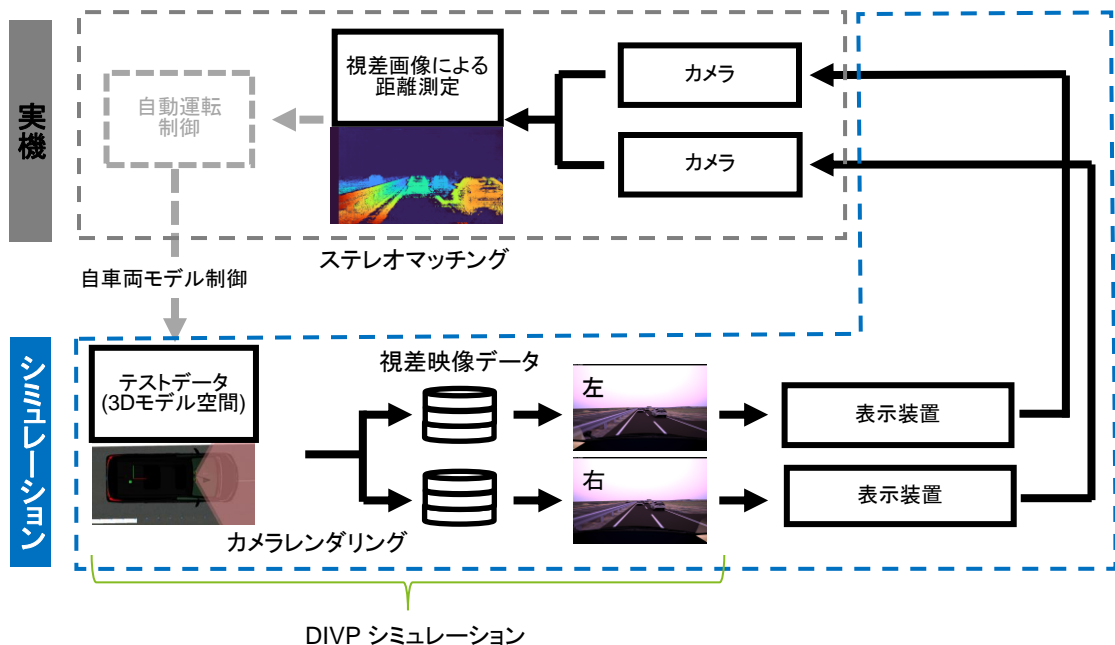 実機
自動運転
制御
視差画像による
距離測定
カメラ
カメラ
ステレオマッチング
自車両モデル制御
シミュレーション
テストデータ
(3Dモデル空間)
視差映像データ
左
右
表示装置
表示装置
カメラレンダリング
DIVP シミュレーション